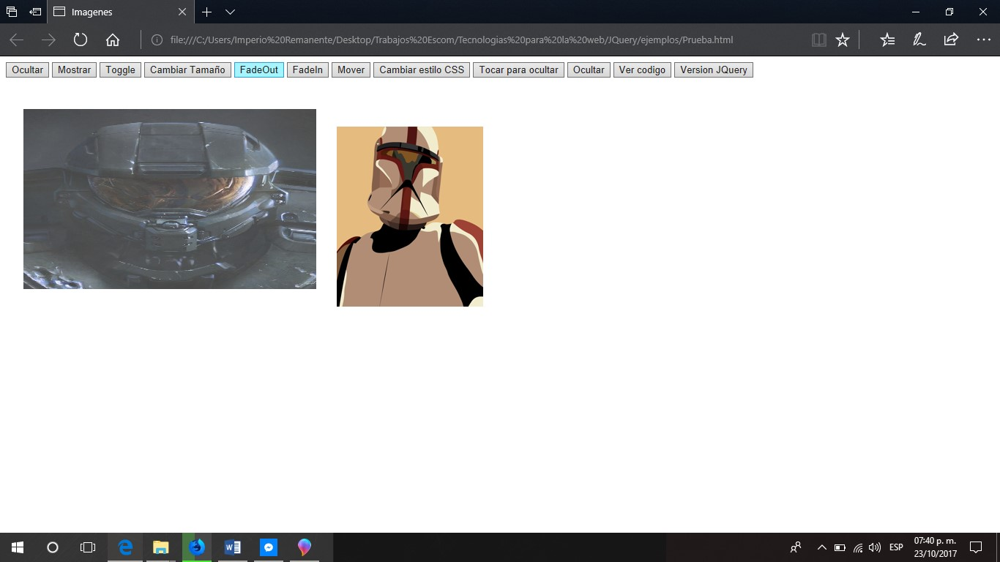 Imagenes
file:///C:/Users/Imperio%20Remanente/Desktop/Trabajos%20Escom/Tecnologias%20para%20la%20web/JQuery/ejemplos/Prueba.html
Ocultar Mostrar Toggle Cambiar Tamaño FadeOut FadeIn Mover Cambiar estilo CSS Tocar para ocultar Ocultar Ver codigo Version JQuery
ESP
07:40 p. m.
23/10/2017